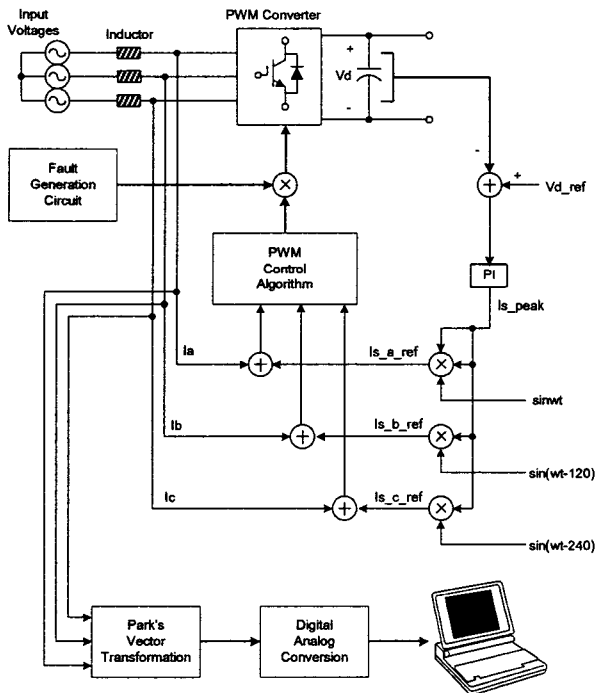 Input
Voltages
Inductor
PWM Converter
+
Vd
-
Fault
Generation
Circuit
×
-
+
+
Vd_ref
PWM
Control
Algorithm
PI
Is_peak
Ia
+
Is_a_ref
×
sinwt
Ib
+
Is_b_ref
×
sin(wt-120)
Ic
+
Is_c_ref
×
sin(wt-240)
Park's
Vector
Transformation
Digital
Analog
Conversion